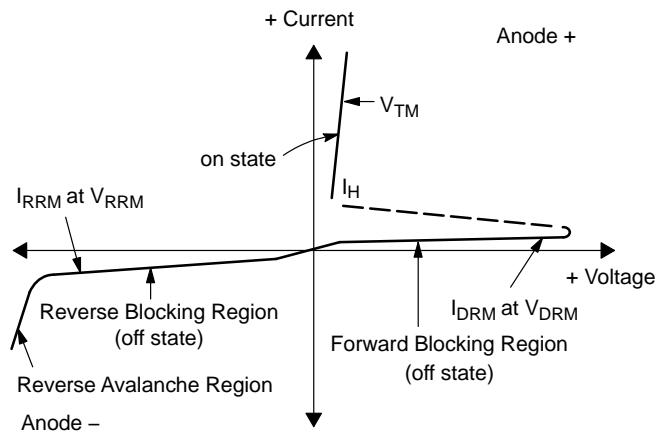 + Current
Anode +
V_TM
on state
I_H
I_RRM at V_RRM
+ Voltage
I_DRM at V_DRM
Reverse Blocking Region
(off state)
Forward Blocking Region
(off state)
Reverse Avalanche Region
Anode –